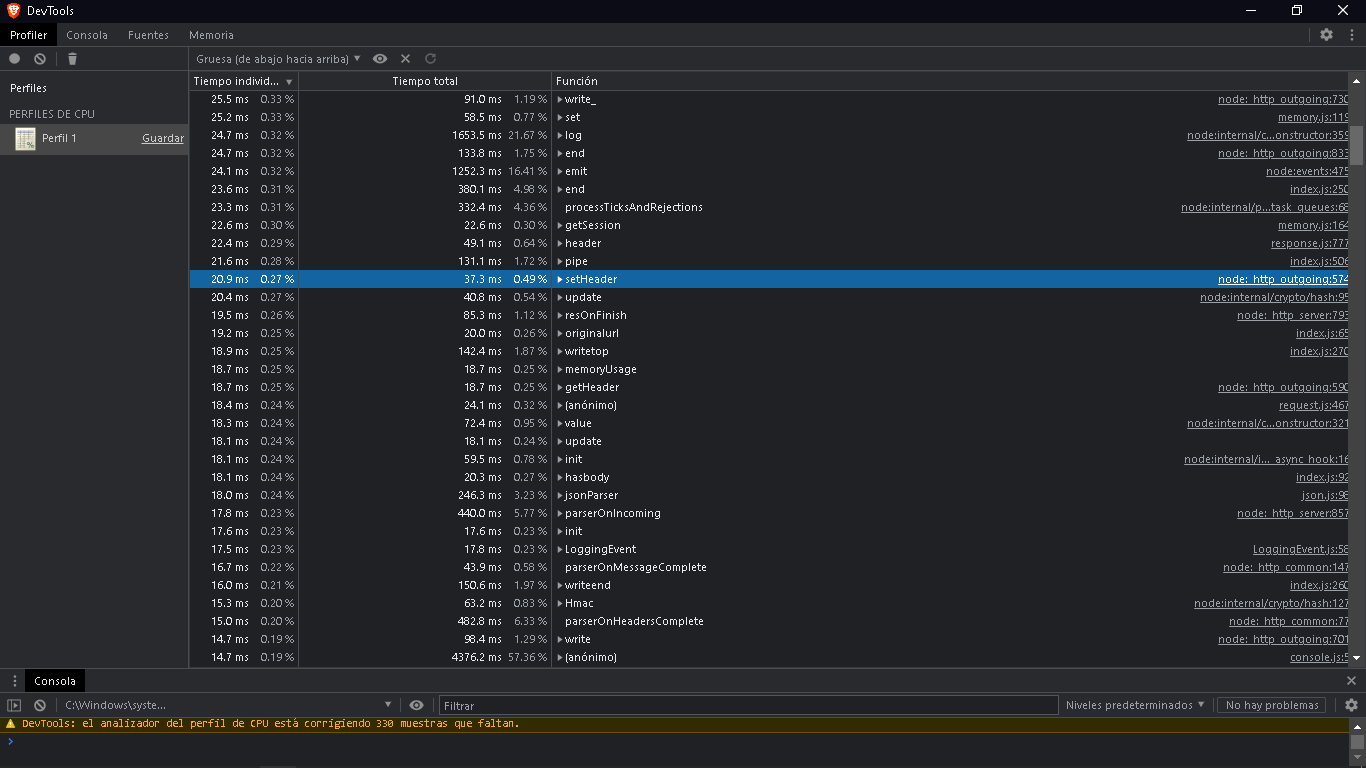 DevTools
Profiler Consola Fuentes Memoria
Gruesa (de abajo hacia arriba) ▼
Perfiles
PERFILES DE CPU
Perfil 1 Guardar
Tiempo individ... ▼ Tiempo total Función
25.5 ms 0.33 % 91.0 ms 1.19 % write_ node:_http_outgoing:730
25.2 ms 0.33 % 58.5 ms 0.77 % set memory.js:119
24.7 ms 0.32 % 1653.5 ms 21.67 % log node:internal/c...onstructor:359
24.7 ms 0.32 % 133.8 ms 1.75 % end node:_http_outgoing:833
24.1 ms 0.32 % 1252.3 ms 16.41 % emit node:events:475
23.6 ms 0.31 % 380.1 ms 4.98 % end index.js:250
23.3 ms 0.31 % 332.4 ms 4.36 % processTicksAndRejections node:internal/p...task_queues:68
22.6 ms 0.30 % 22.6 ms 0.30 % getSession memory.js:164
22.4 ms 0.29 % 49.1 ms 0.64 % header response.js:777
21.6 ms 0.28 % 131.1 ms 1.72 % pipe index.js:506
20.9 ms 0.27 % 37.3 ms 0.49 % setHeader node:_http_outgoing:574
20.4 ms 0.27 % 40.8 ms 0.54 % update node:internal/crypto/hash:95
19.5 ms 0.26 % 85.3 ms 1.12 % resOnFinish node:_http_server:793
19.2 ms 0.25 % 20.0 ms 0.26 % originalurl index.js:65
18.9 ms 0.25 % 142.4 ms 1.87 % writetop index.js:270
18.7 ms 0.25 % 18.7 ms 0.25 % memoryUsage
18.7 ms 0.25 % 18.7 ms 0.25 % getHeader node:_http_outgoing:590
18.4 ms 0.24 % 24.1 ms 0.32 % (anónimo) request.js:467
18.3 ms 0.24 % 72.4 ms 0.95 % value node:internal/c...onstructor:321
18.1 ms 0.24 % 18.1 ms 0.24 % update
18.1 ms 0.24 % 59.5 ms 0.78 % init node:internal/i..._async_hook:16
18.1 ms 0.24 % 20.3 ms 0.27 % hasbody index.js:92
18.0 ms 0.24 % 246.3 ms 3.23 % jsonParser json.js:96
17.8 ms 0.23 % 440.0 ms 5.77 % parserOnIncoming node:_http_server:857
17.6 ms 0.23 % 17.6 ms 0.23 % init
17.5 ms 0.23 % 17.8 ms 0.23 % LoggingEvent LoggingEvent.js:58
16.7 ms 0.22 % 43.9 ms 0.58 % parserOnMessageComplete node:_http_common:147
16.0 ms 0.21 % 150.6 ms 1.97 % writeend index.js:260
15.3 ms 0.20 % 63.2 ms 0.83 % Hmac node:internal/crypto/hash:127
15.0 ms 0.20 % 482.8 ms 6.33 % parserOnHeadersComplete node:_http_common:77
14.7 ms 0.19 % 98.4 ms 1.29 % write node:_http_outgoing:701
14.7 ms 0.19 % 4376.2 ms 57.36 % (anónimo) console.js:5
Consola
C:\Windows\syste... ▼ Filtrar Niveles predeterminados ▼ No hay problemas
DevTools: el analizador del perfil de CPU está corrigiendo 330 muestras que faltan.